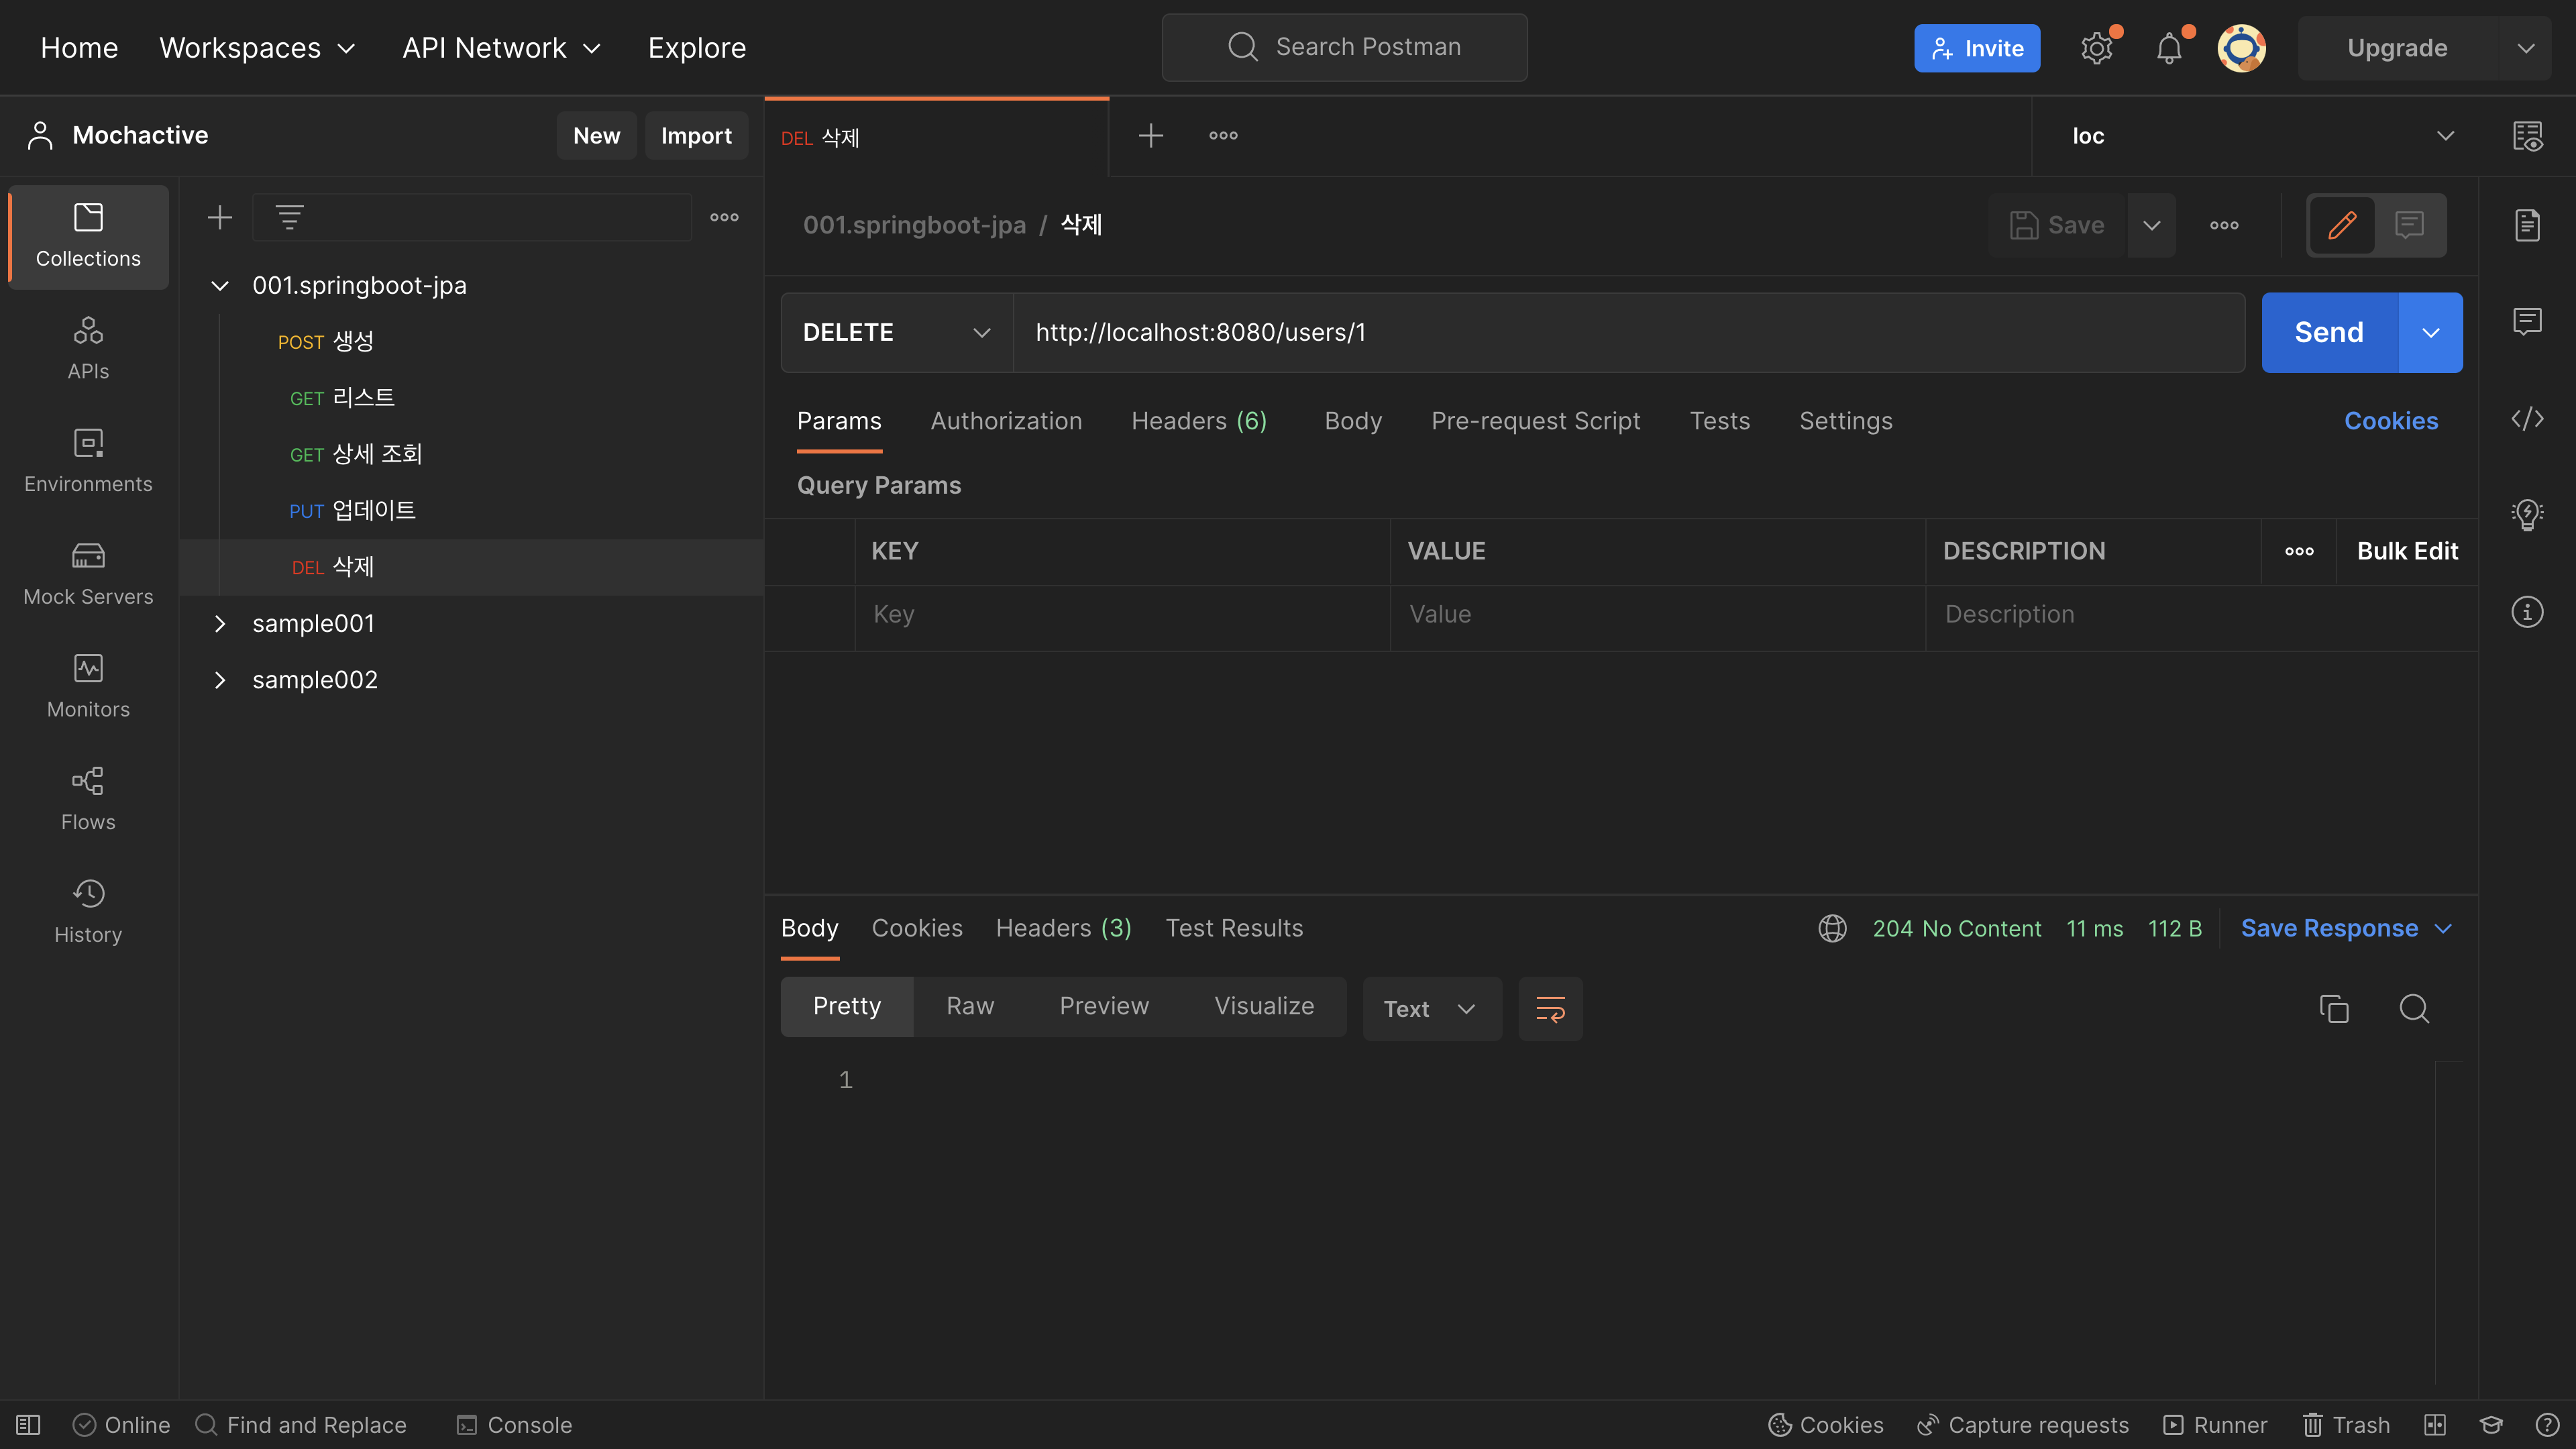 Home Workspaces API Network Explore Search Postman Invite Upgrade
Mochactive New Import DEL 삭제 loc
001.springboot-jpa / 삭제 Save
Collections
APIs
Environments
Mock Servers
Monitors
Flows
History
001.springboot-jpa
POST 생성
GET 리스트
GET 상세 조회
PUT 업데이트
DEL 삭제
sample001
sample002
DELETE http://localhost:8080/users/1 Send
Params Authorization Headers (6) Body Pre-request Script Tests Settings Cookies
Query Params
KEY VALUE DESCRIPTION Bulk Edit
Key Value Description
Body Cookies Headers (3) Test Results 204 No Content 11 ms 112 B Save Response
Pretty Raw Preview Visualize Text
1
Online Find and Replace Console Cookies Capture requests Runner Trash